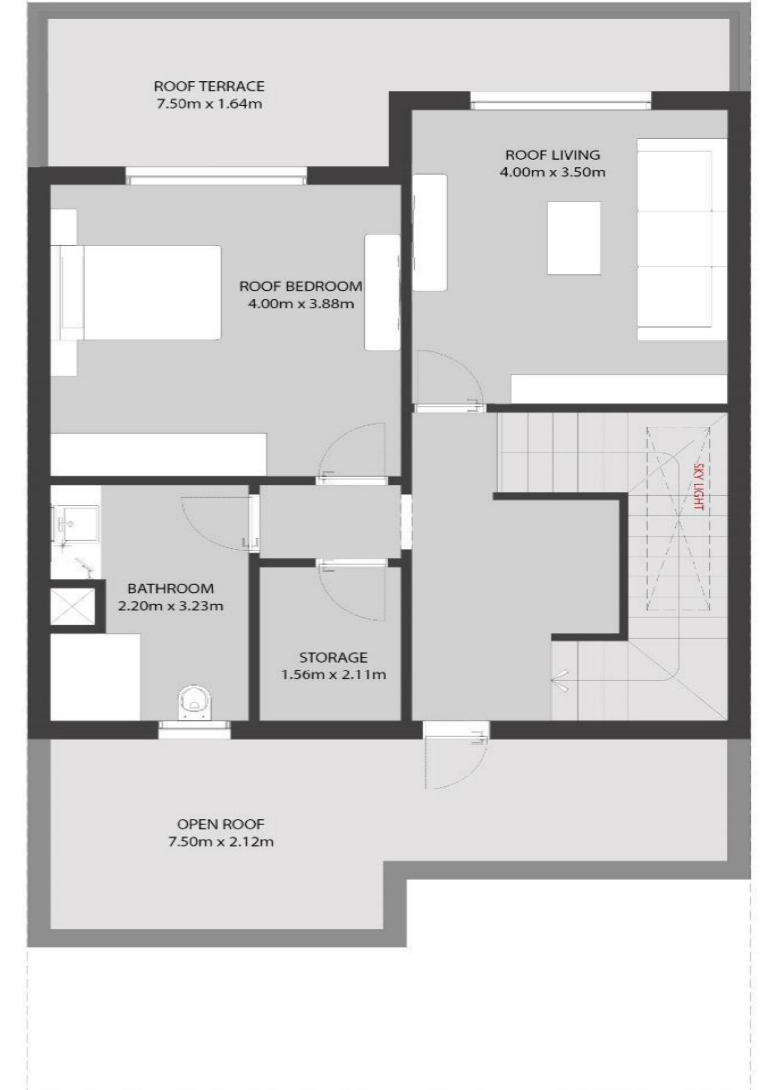 ROOF TERRACE
7.50m x 1.64m
ROOF LIVING
4.00m x 3.50m
ROOF BEDROOM
4.00m x 3.88m
SKY LIGHT
BATHROOM
2.20m x 3.23m
STORAGE
1.56m x 2.11m
OPEN ROOF
7.50m x 2.12m